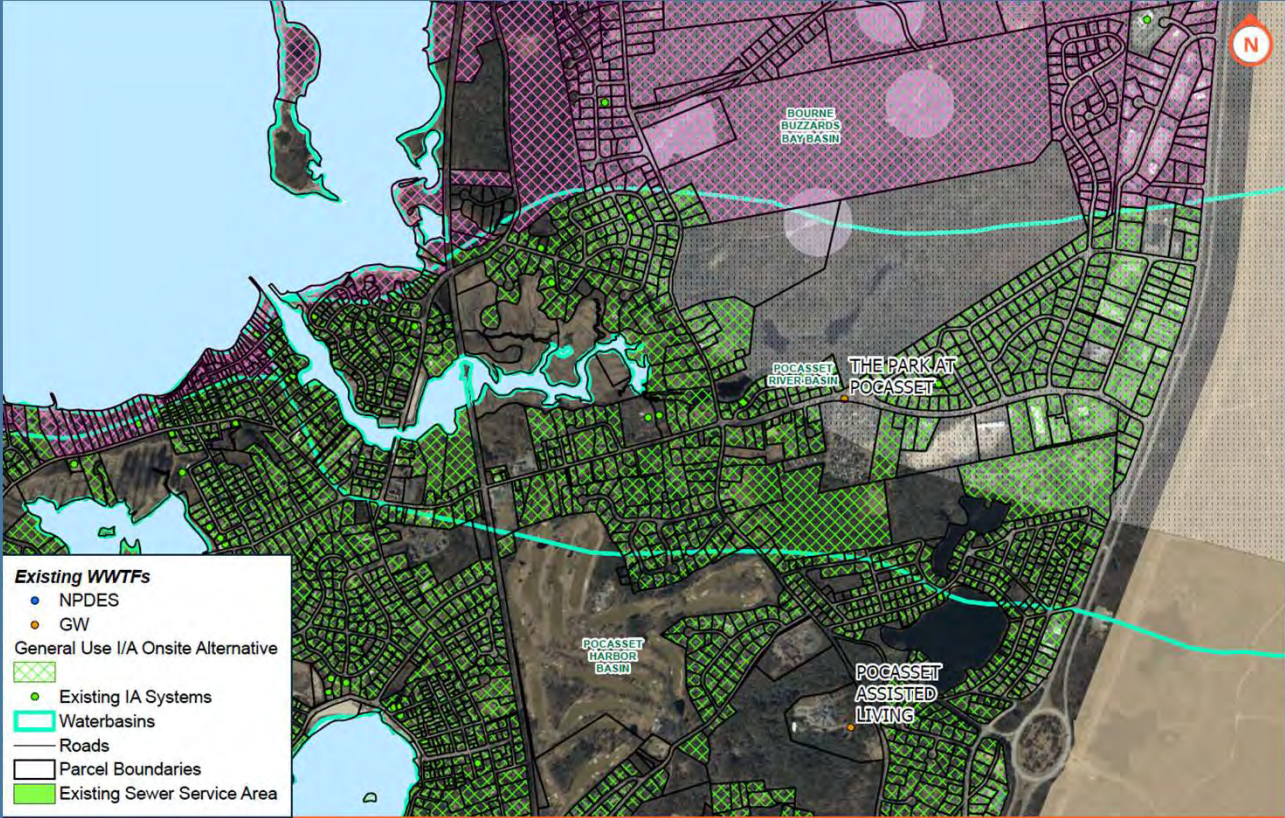 N
BOURNE
BUZZARDS
BAY BASIN
POCASSET
RIVER BASIN
THE PARK AT
POCASSET
POCASSET
HARBOR
BASIN
POCASSET
ASSISTED
LIVING
Existing WWTFs
NPDES
GW
General Use I/A Onsite Alternative
Existing IA Systems
Waterbasins
Roads
Parcel Boundaries
Existing Sewer Service Area